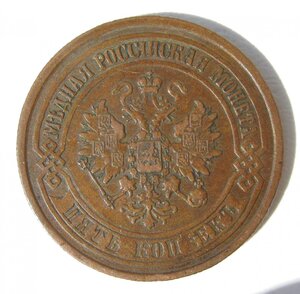 МѢДНАЯ РОССІЙСКАЯ МОНЕТА
ПЯТЬ КОПѢЕКЪ